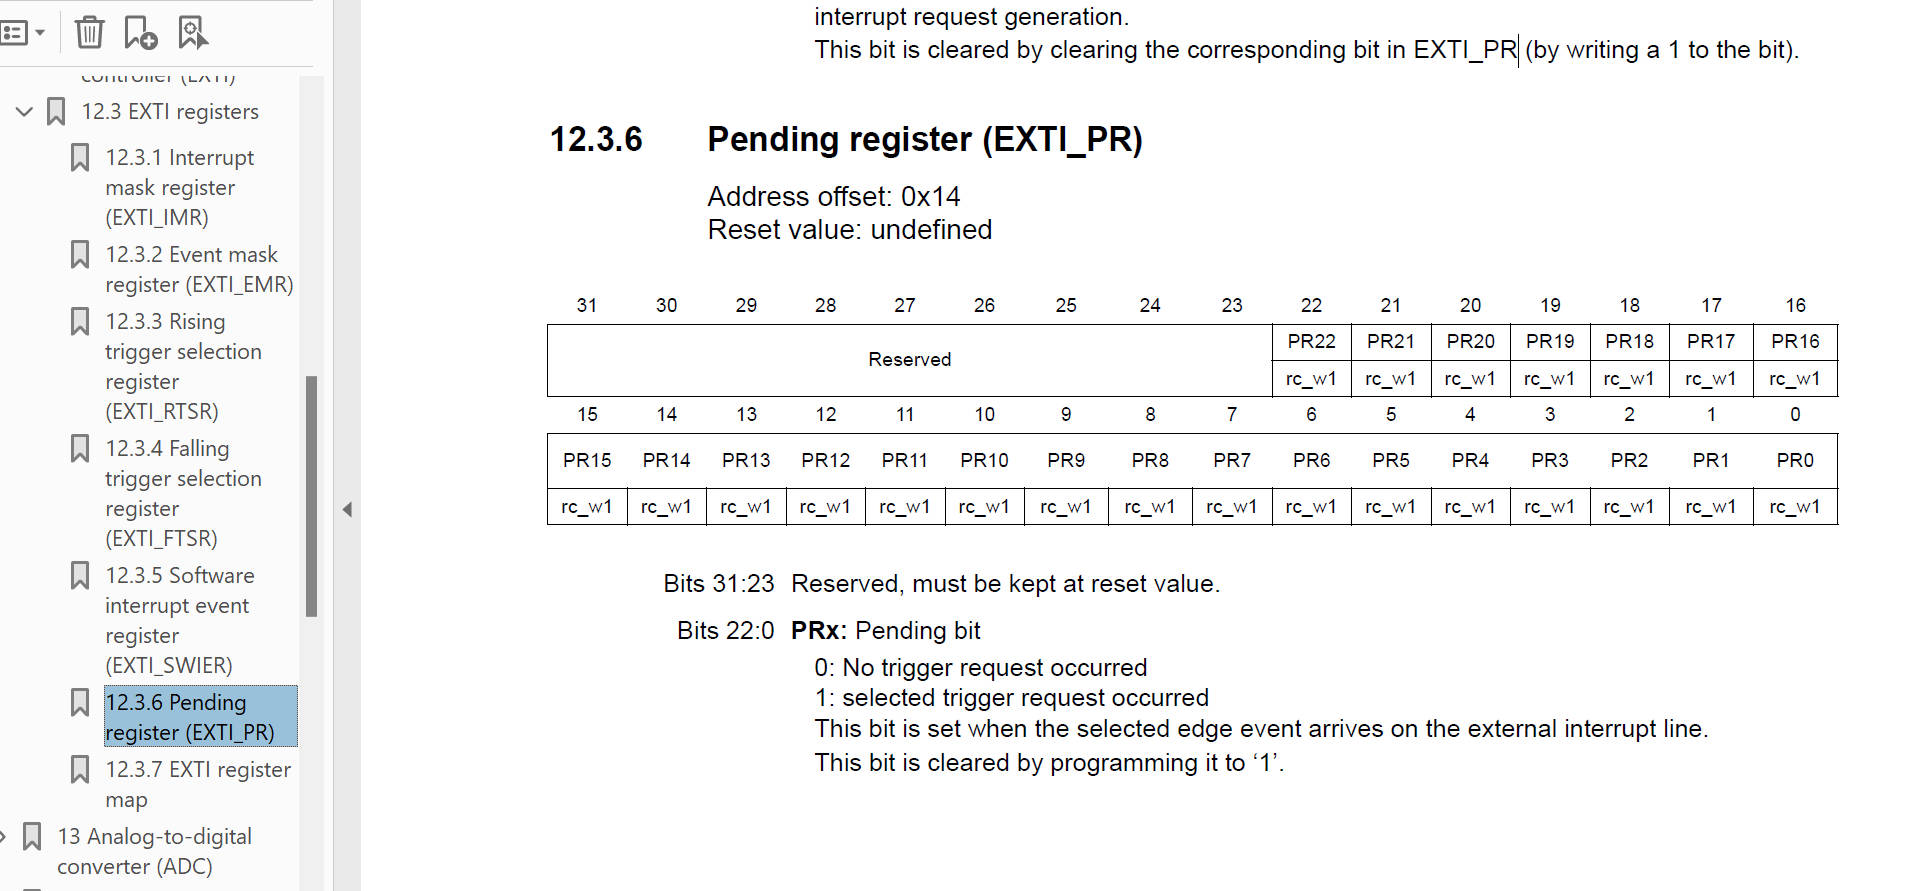 controller (EXTI)
12.3 EXTI registers
12.3.1 Interrupt
mask register
(EXTI_IMR)
12.3.2 Event mask
register (EXTI_EMR)
12.3.3 Rising
trigger selection
register
(EXTI_RTSR)
12.3.4 Falling
trigger selection
register
(EXTI_FTSR)
12.3.5 Software
interrupt event
register
(EXTI_SWIER)
12.3.6 Pending
register (EXTI_PR)
12.3.7 EXTI register
map
13 Analog-to-digital
converter (ADC)
interrupt request generation.
This bit is cleared by clearing the corresponding bit in EXTI_PR (by writing a 1 to the bit).
12.3.6 Pending register (EXTI_PR)
Address offset: 0x14
Reset value: undefined
31 30 29 28 27 26 25 24 23 22 21 20 19 18 17 16
Reserved PR22 PR21 PR20 PR19 PR18 PR17 PR16
rc_w1 rc_w1 rc_w1 rc_w1 rc_w1 rc_w1 rc_w1
15 14 13 12 11 10 9 8 7 6 5 4 3 2 1 0
PR15 PR14 PR13 PR12 PR11 PR10 PR9 PR8 PR7 PR6 PR5 PR4 PR3 PR2 PR1 PR0
rc_w1 rc_w1 rc_w1 rc_w1 rc_w1 rc_w1 rc_w1 rc_w1 rc_w1 rc_w1 rc_w1 rc_w1 rc_w1 rc_w1 rc_w1 rc_w1
Bits 31:23 Reserved, must be kept at reset value.
Bits 22:0 PRx: Pending bit
0: No trigger request occurred
1: selected trigger request occurred
This bit is set when the selected edge event arrives on the external interrupt line.
This bit is cleared by programming it to ‘1’.